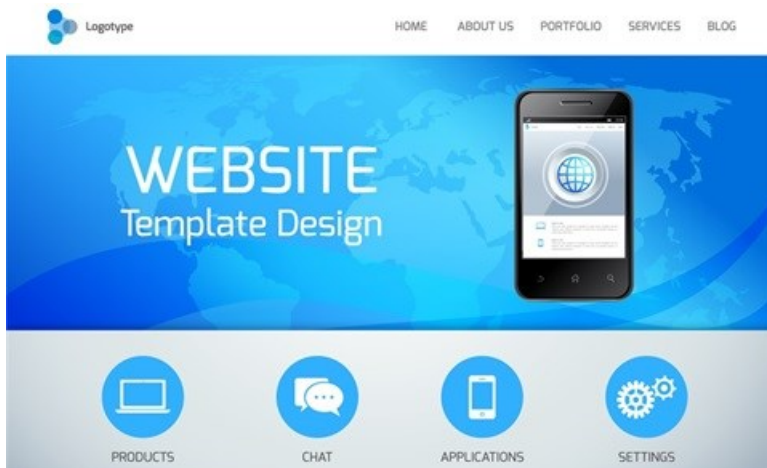 Logotype
HOME ABOUT US PORTFOLIO SERVICES BLOG
WEBSITE
Template Design
PRODUCTS CHAT APPLICATIONS SETTINGS